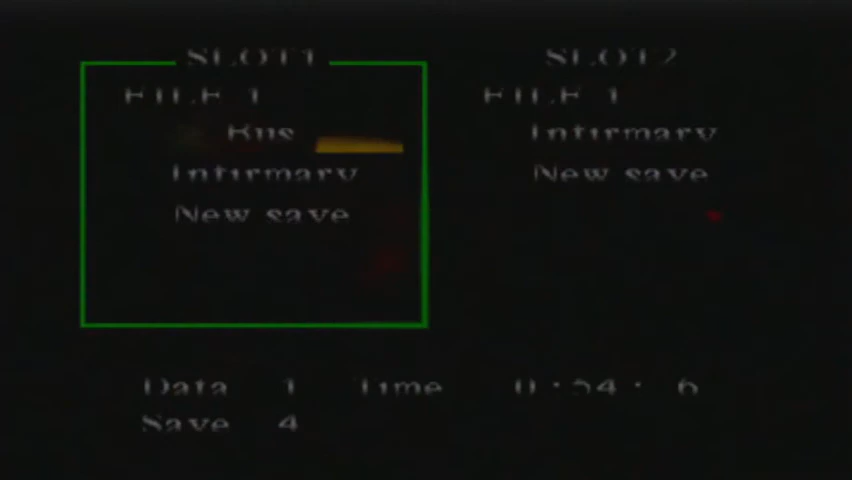 SLOT1
FILE 1
Bus
Infirmary
New save
SLOT2
FILE 1
Infirmary
New save
Data 1 Time 0:54: 6
Save 4